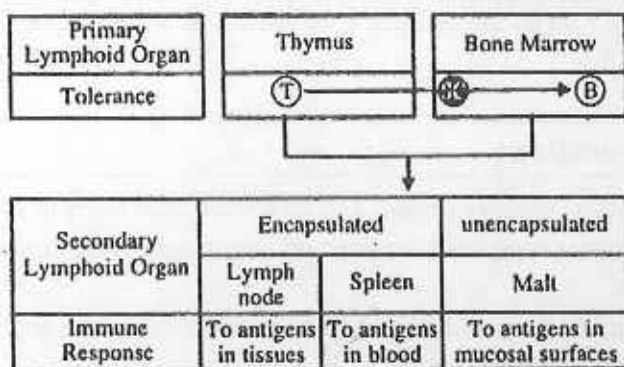 Primary
Lymphoid Organ
Thymus
Bone Marrow
Tolerance
T
B
Secondary
Lymphoid Organ
Encapsulated
unencapsulated
Lymph
node
Spleen
Malt
Immune
Response
To antigens
in tissues
To antigens
in blood
To antigens in
mucosal surfaces